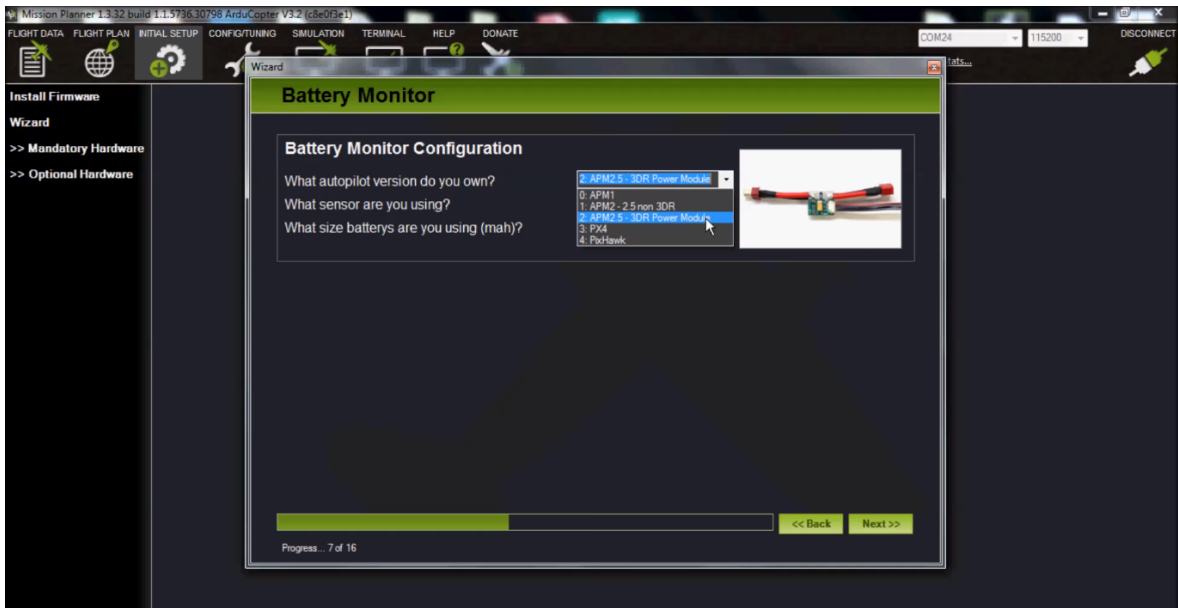 Mission Planner 1.3.32 build 1.1.5736.30798 ArduCopter V3.2 (c8e0f3e1)
FLIGHT DATA FLIGHT PLAN INITIAL SETUP CONFIG/TUNING SIMULATION TERMINAL HELP DONATE
COM24 115200 DISCONNECT
tats...
Wizard
Install Firmware
Wizard
>> Mandatory Hardware
>> Optional Hardware
Battery Monitor
Battery Monitor Configuration
What autopilot version do you own? 2: APM2.5 - 3DR Power Module
What sensor are you using?
What size batterys are you using (mah)?
0: APM1
1: APM2 - 2.5 non 3DR
2: APM2.5 - 3DR Power Module
3: PX4
4: PixHawk
<< Back Next >>
Progress... 7 of 16